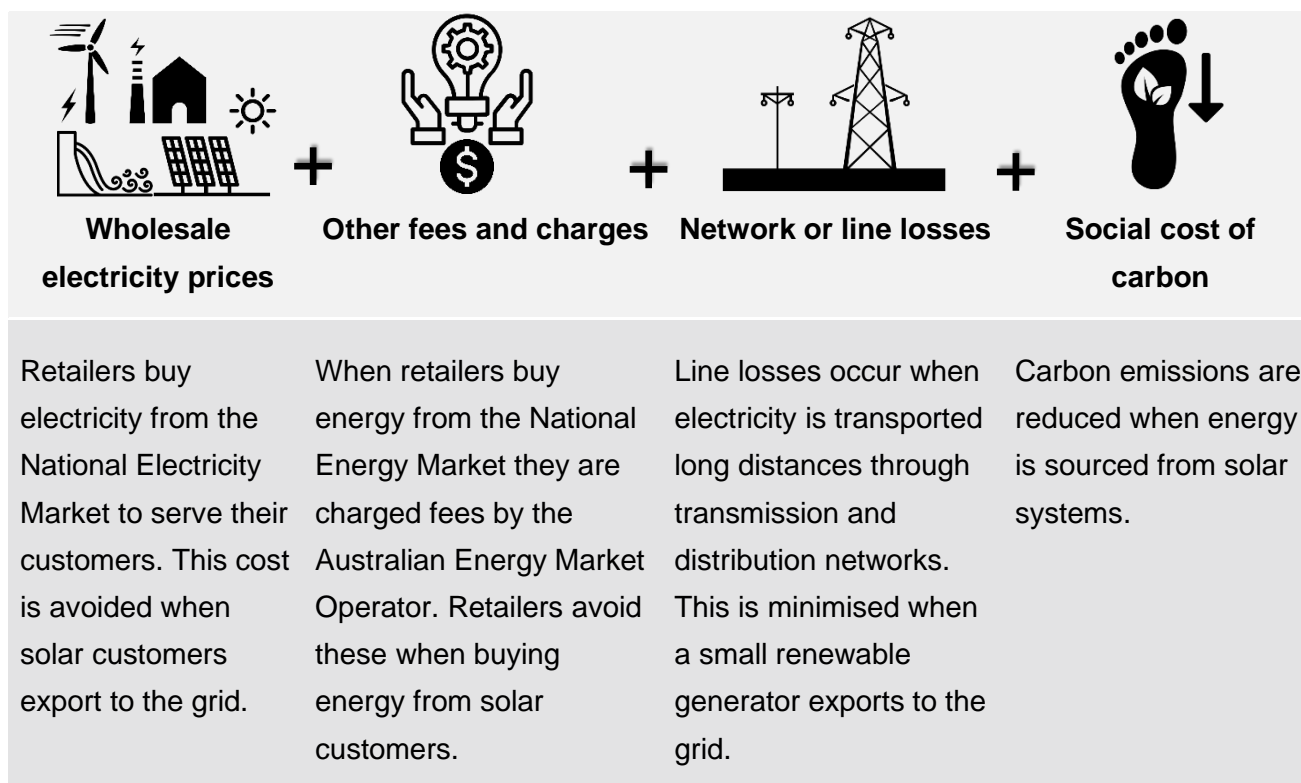 Wholesale
electricity prices
Other fees and charges
Network or line losses
Social cost of
carbon
Retailers buy
electricity from the
National Electricity
Market to serve their
customers. This cost
is avoided when
solar customers
export to the grid.
When retailers buy
energy from the National
Energy Market they are
charged fees by the
Australian Energy Market
Operator. Retailers avoid
these when buying
energy from solar
customers.
Line losses occur when
electricity is transported
long distances through
transmission and
distribution networks.
This is minimised when
a small renewable
generator exports to the
grid.
Carbon emissions are
reduced when energy
is sourced from solar
systems.